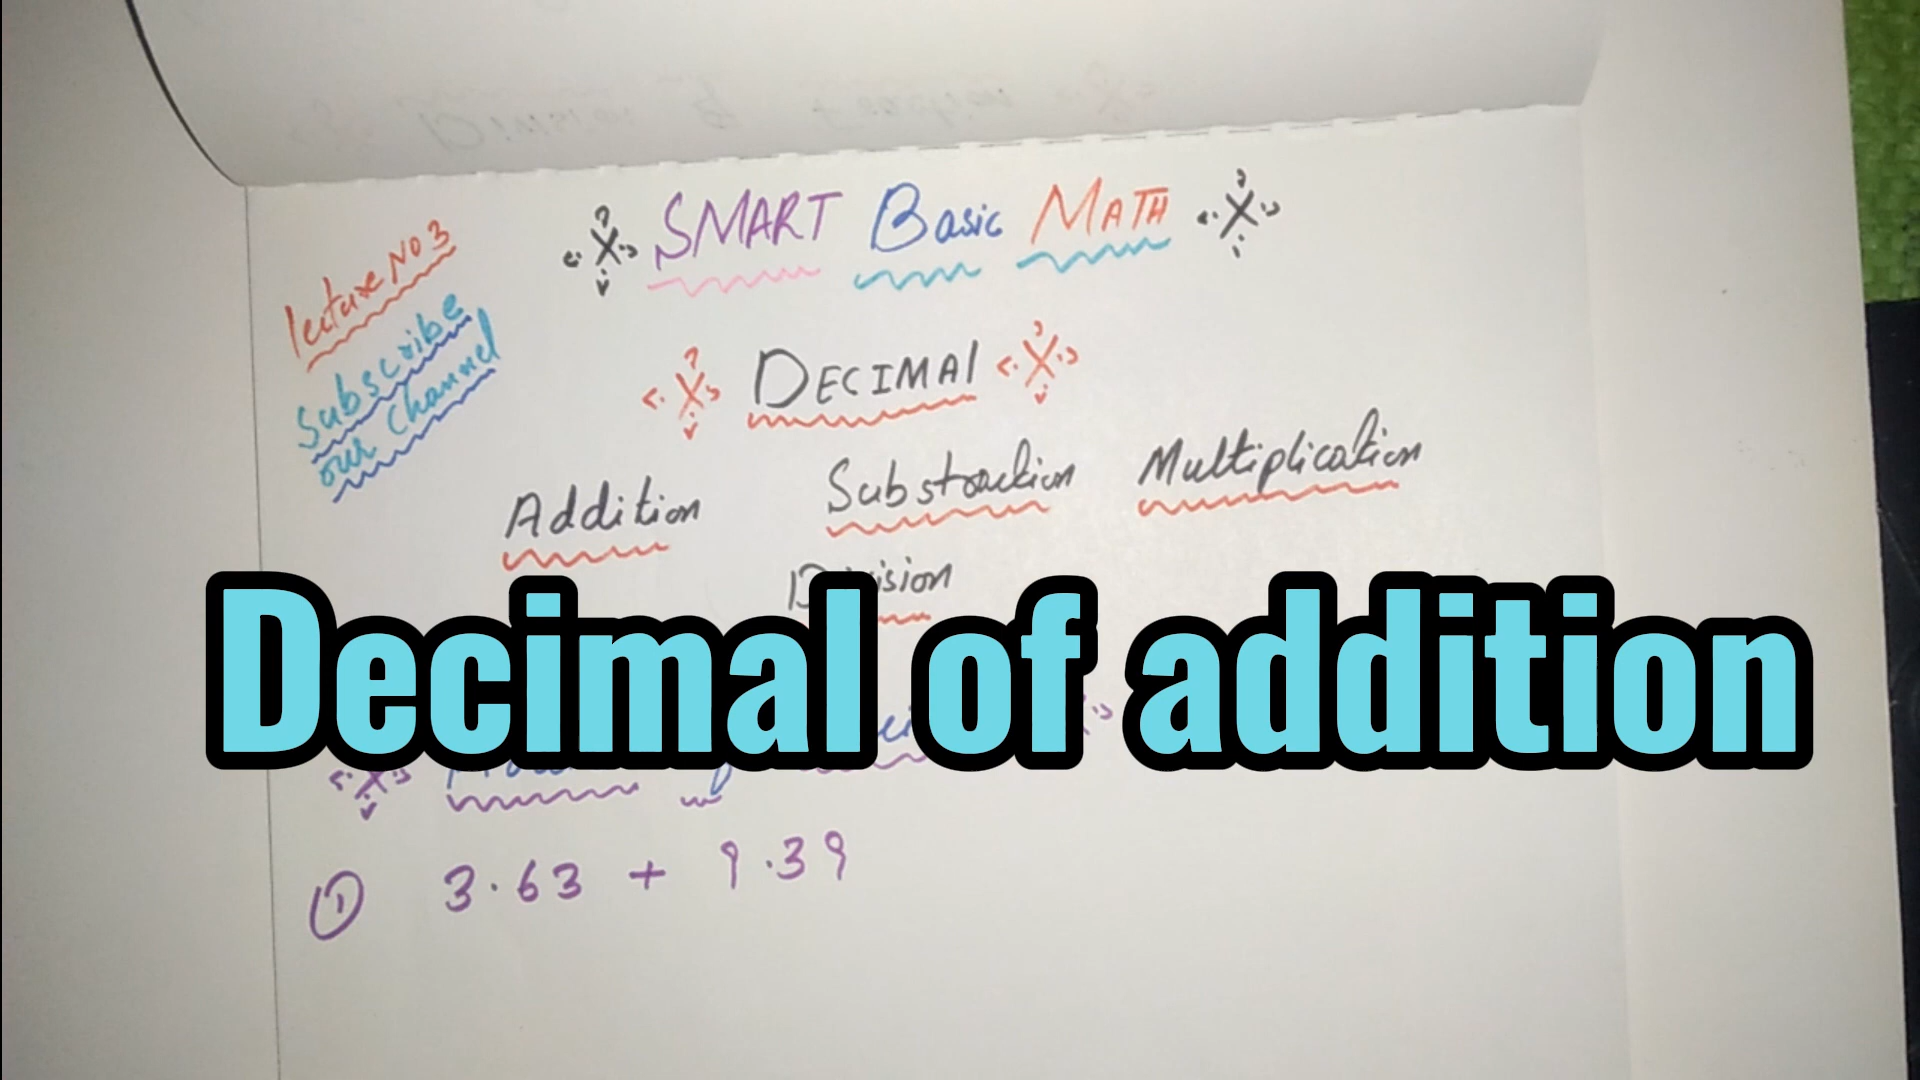 SMART Basic MATH
lecture NO 3
Subscribe
our Channel
DECIMAL
Addition Substraction Multiplication
Division
Decimal of addition
① 3.63 + 9.39